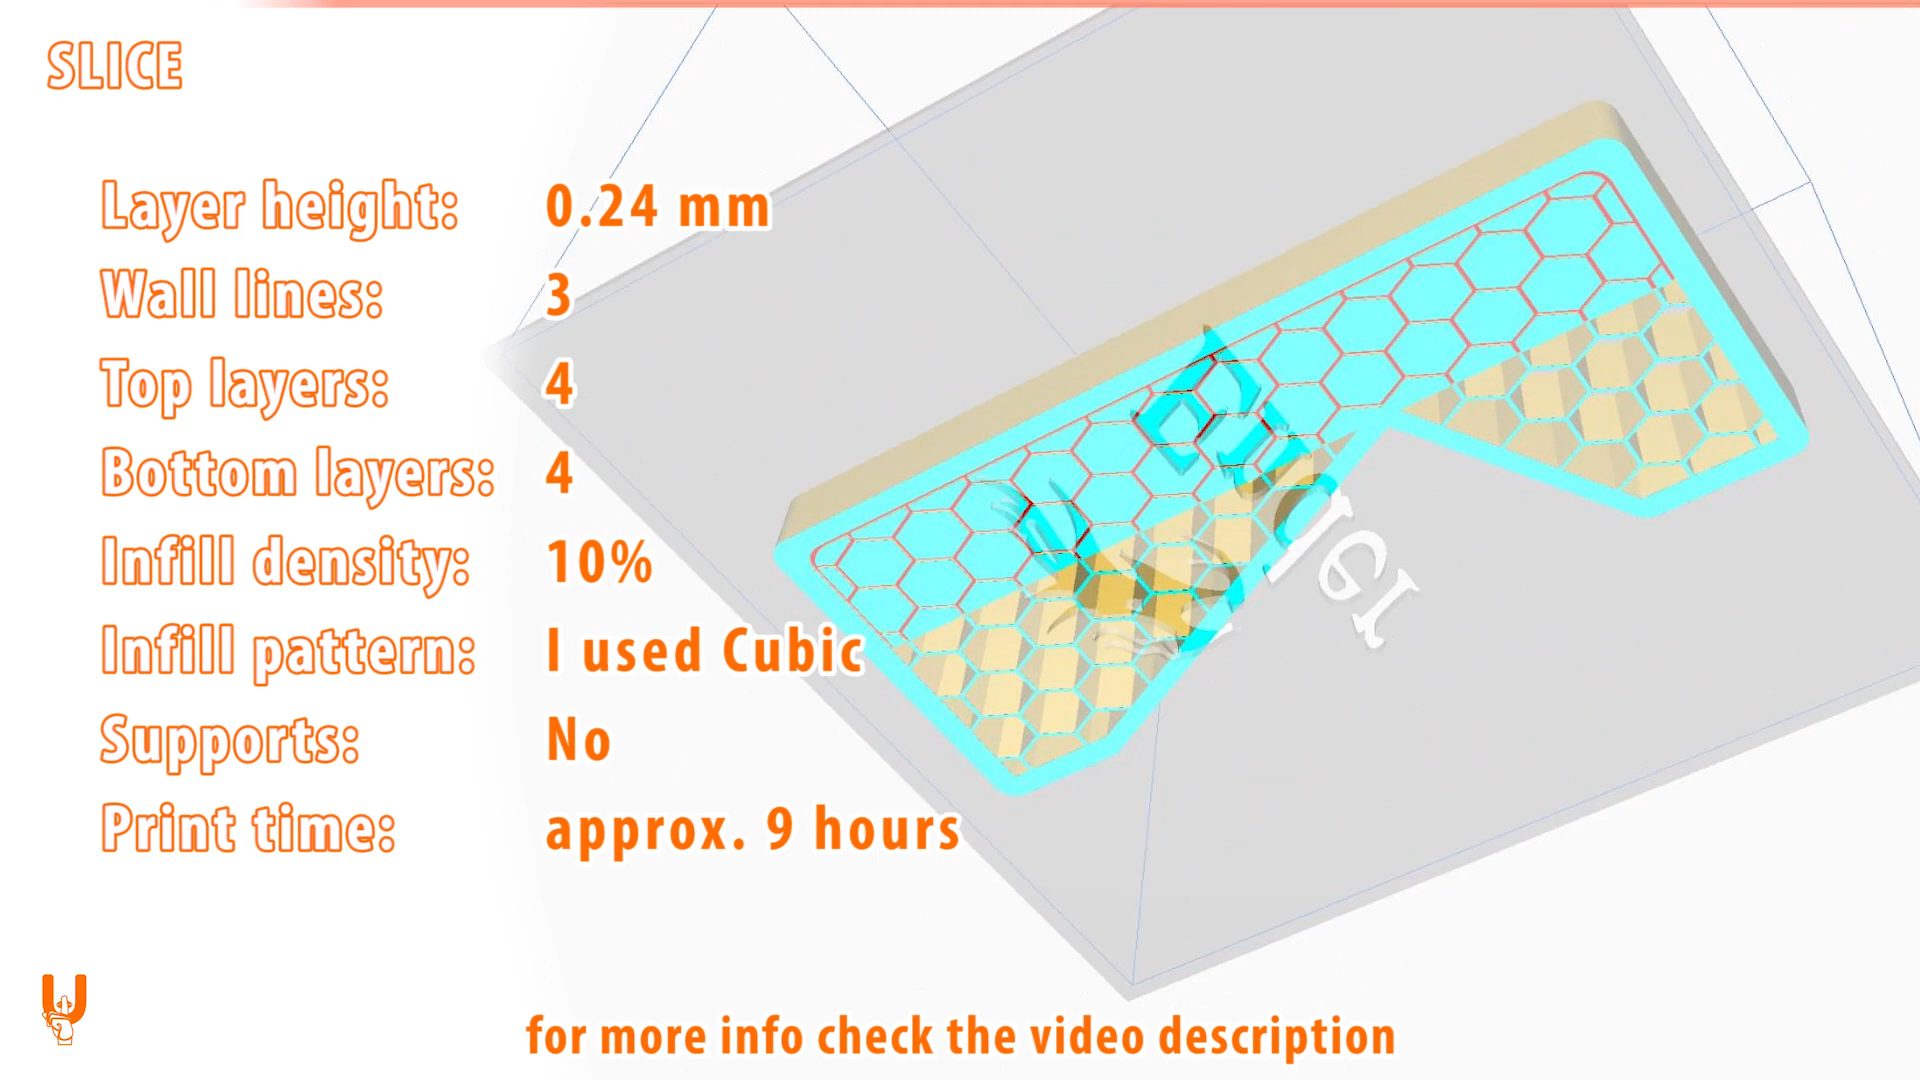 SLICE
Layer height: 0.24 mm
Wall lines: 3
Top layers: 4
Bottom layers: 4
Infill density: 10%
Infill pattern: I used Cubic
Supports: No
Print time: approx. 9 hours
for more info check the video description